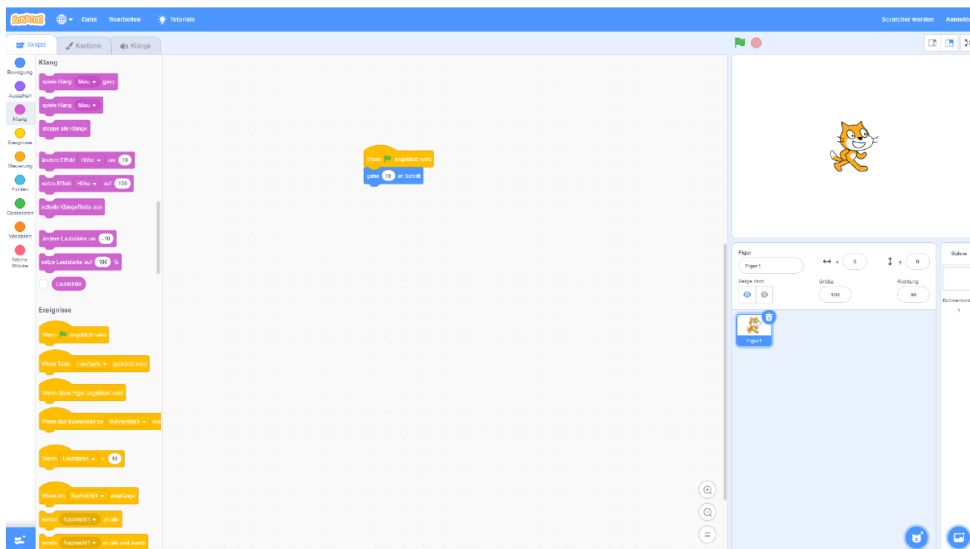 SCRATCH Datei Bearbeiten Tutorials Scratcher werden Anmelde
Skripte Kostüme Klänge
Bewegung
Aussehen
Klang
Ereignisse
Steuerung
Fühlen
Operatoren
Variablen
Meine
Blöcke
Klang
spiele Klang Miau ganz
spiele Klang Miau
stoppe alle Klänge
ändere Effekt Höhe um 10
setze Effekt Höhe auf 100
schalte Klangeffekte aus
ändere Lautstärke um -10
setze Lautstärke auf 100 %
Lautstärke
Ereignisse
Wenn angeklickt wird
Wenn Taste Leertaste gedrückt wird
Wenn diese Figur angeklickt wird
Wenn das Bühnenbild zu Bühnenbild1
Wenn Lautstärke > 10
Wenn ich Nachricht1 empfange
sende Nachricht1 an alle
sende Nachricht1 an alle und warte
Wenn angeklickt wird
gehe 10 er Schritt
Figur
Figur1
x 0
y 0
Zeige dich
Größe
100
Richtung
90
Figur1
Bühne
Bühnenbild
1